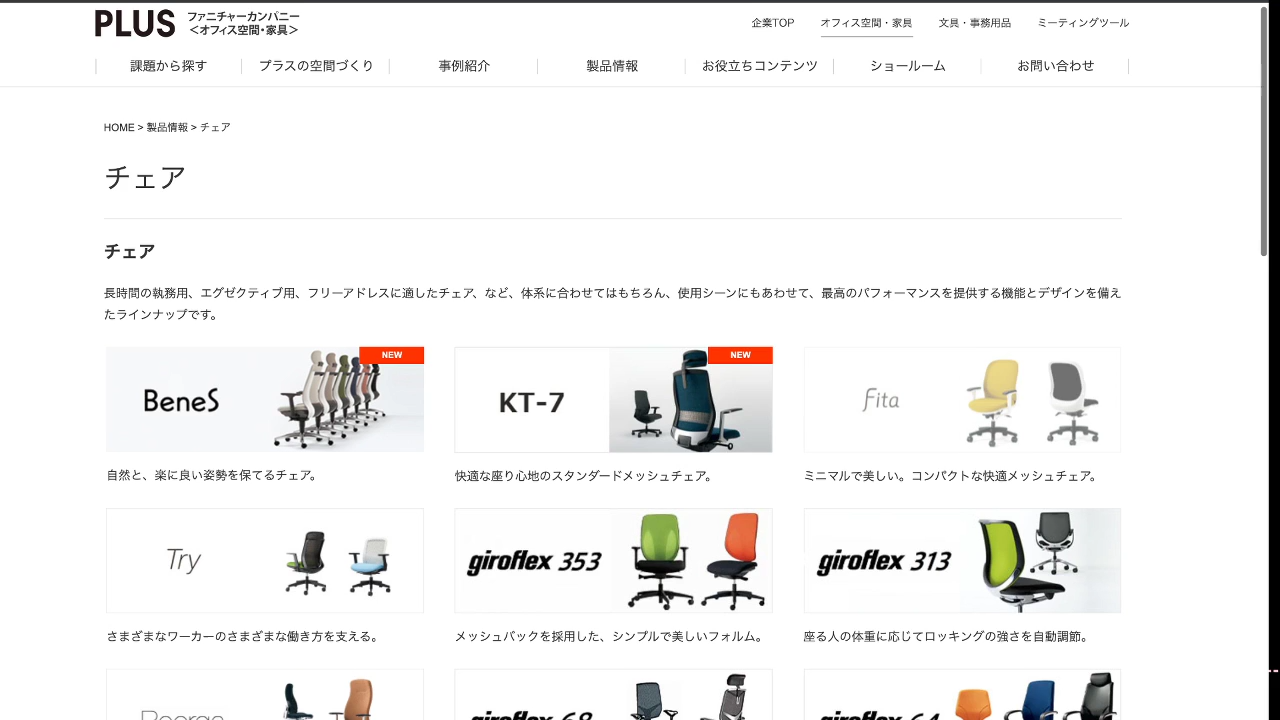 PLUS ファニチャーカンパニー
＜オフィス空間・家具＞
企業TOP オフィス空間・家具 文具・事務用品 ミーティングツール
課題から探す プラスの空間づくり 事例紹介 製品情報 お役立ちコンテンツ ショールーム お問い合わせ
HOME > 製品情報 > チェア
チェア
チェア
長時間の執務用、エグゼクティブ用、フリーアドレスに適したチェア、など、体系に合わせてはもちろん、使用シーンにもあわせて、最高のパフォーマンスを提供する機能とデザインを備え
たラインナップです。
BeneS NEW
KT-7 NEW
Fita
自然と、楽に良い姿勢を保てるチェア。
快適な座り心地のスタンダードメッシュチェア。
ミニマルで美しい。コンパクトな快適メッシュチェア。
Try
giroflex 353
giroflex 313
さまざまなワーカーのさまざまな働き方を支える。
メッシュバックを採用した、シンプルで美しいフォルム。
座る人の体重に応じてロッキングの強さを自動調節。
giroflex 68
giroflex 64